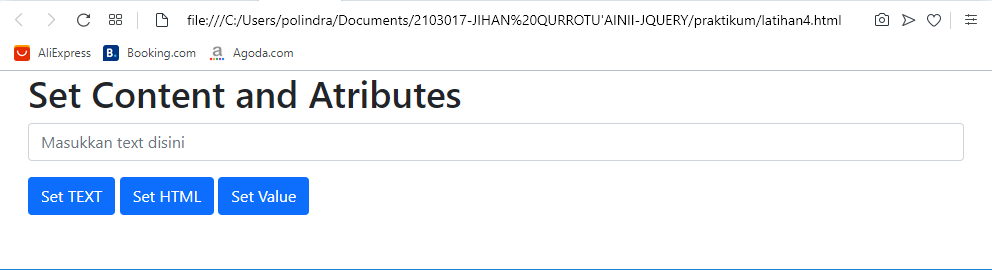 file:///C:/Users/polindra/Documents/2103017-JIHAN%20QURROTU'AINII-JQUERY/praktikum/latihan4.html
AliExpress B. Booking.com a Agoda.com
Set Content and Atributes
Masukkan text disini
Set TEXT Set HTML Set Value